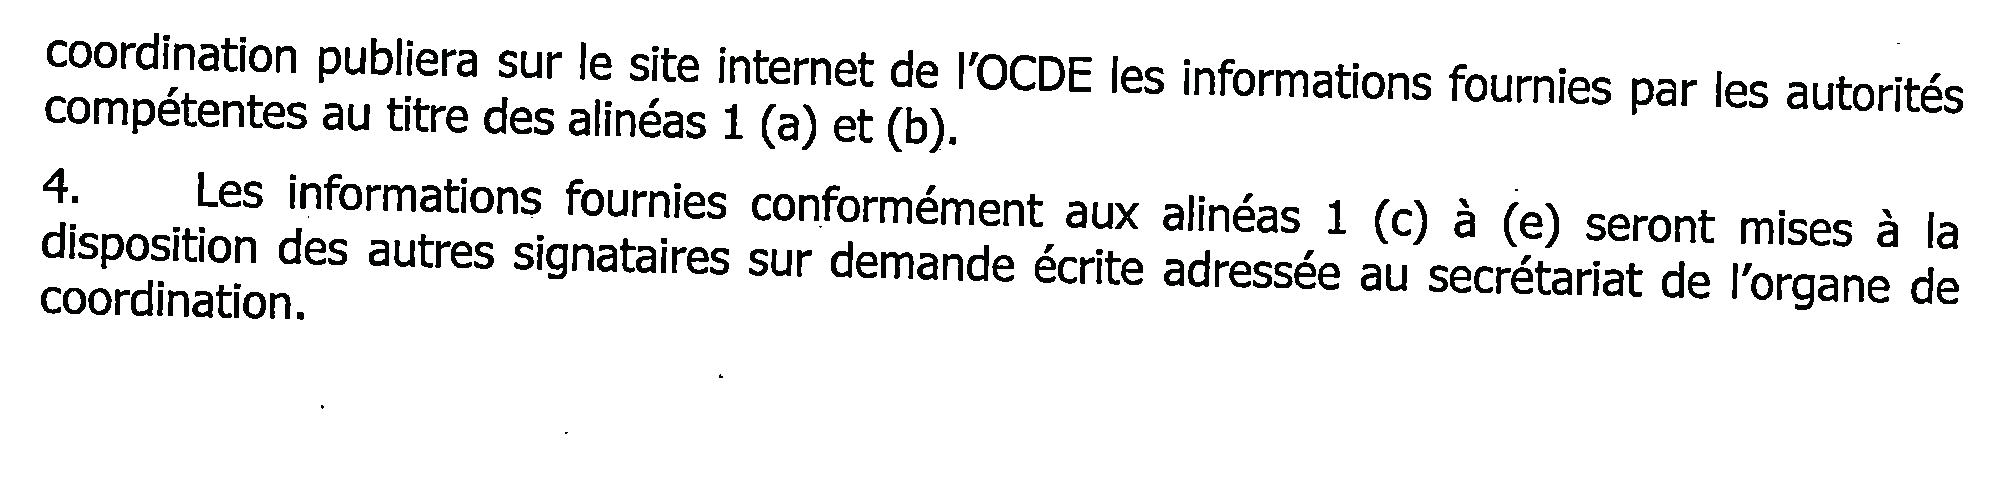 coordination publiera sur le site internet de l'OCDE les informations fournies par les autorités
compétentes au titre des alinéas 1 (a) et (b).
4. Les informations fournies conformément aux alinéas 1 (c) à (e) seront mises à la
disposition des autres signataires sur demande écrite adressée au secrétariat de l'organe de
coordination.